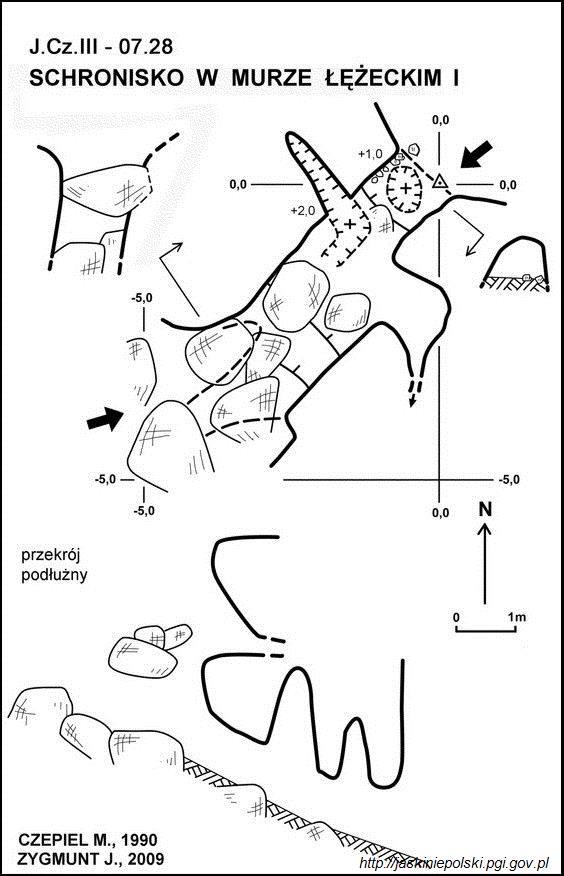 J.Cz.III - 07.28
SCHRONISKO W MURZE ŁĘŻECKIM I
0,0
+1,0
0,0
0,0
+2,0
-5,0
-5,0
-5,0
-5,0
0,0
N
przekrój
podłużny
0 1m
CZEPIEL M., 1990
ZYGMUNT J., 2009
http://jaskiniepolski.pgi.gov.pl